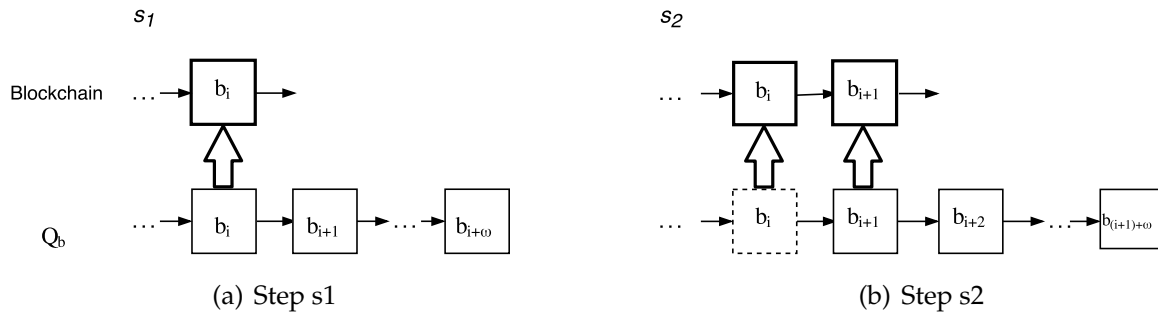 s1 s2
Blockchain ... bi ... bi bi+1
Qb ... bi bi+1 ... bi+ω ... bi bi+1 bi+2 ... b(i+1)+ω
(a) Step s1 (b) Step s2